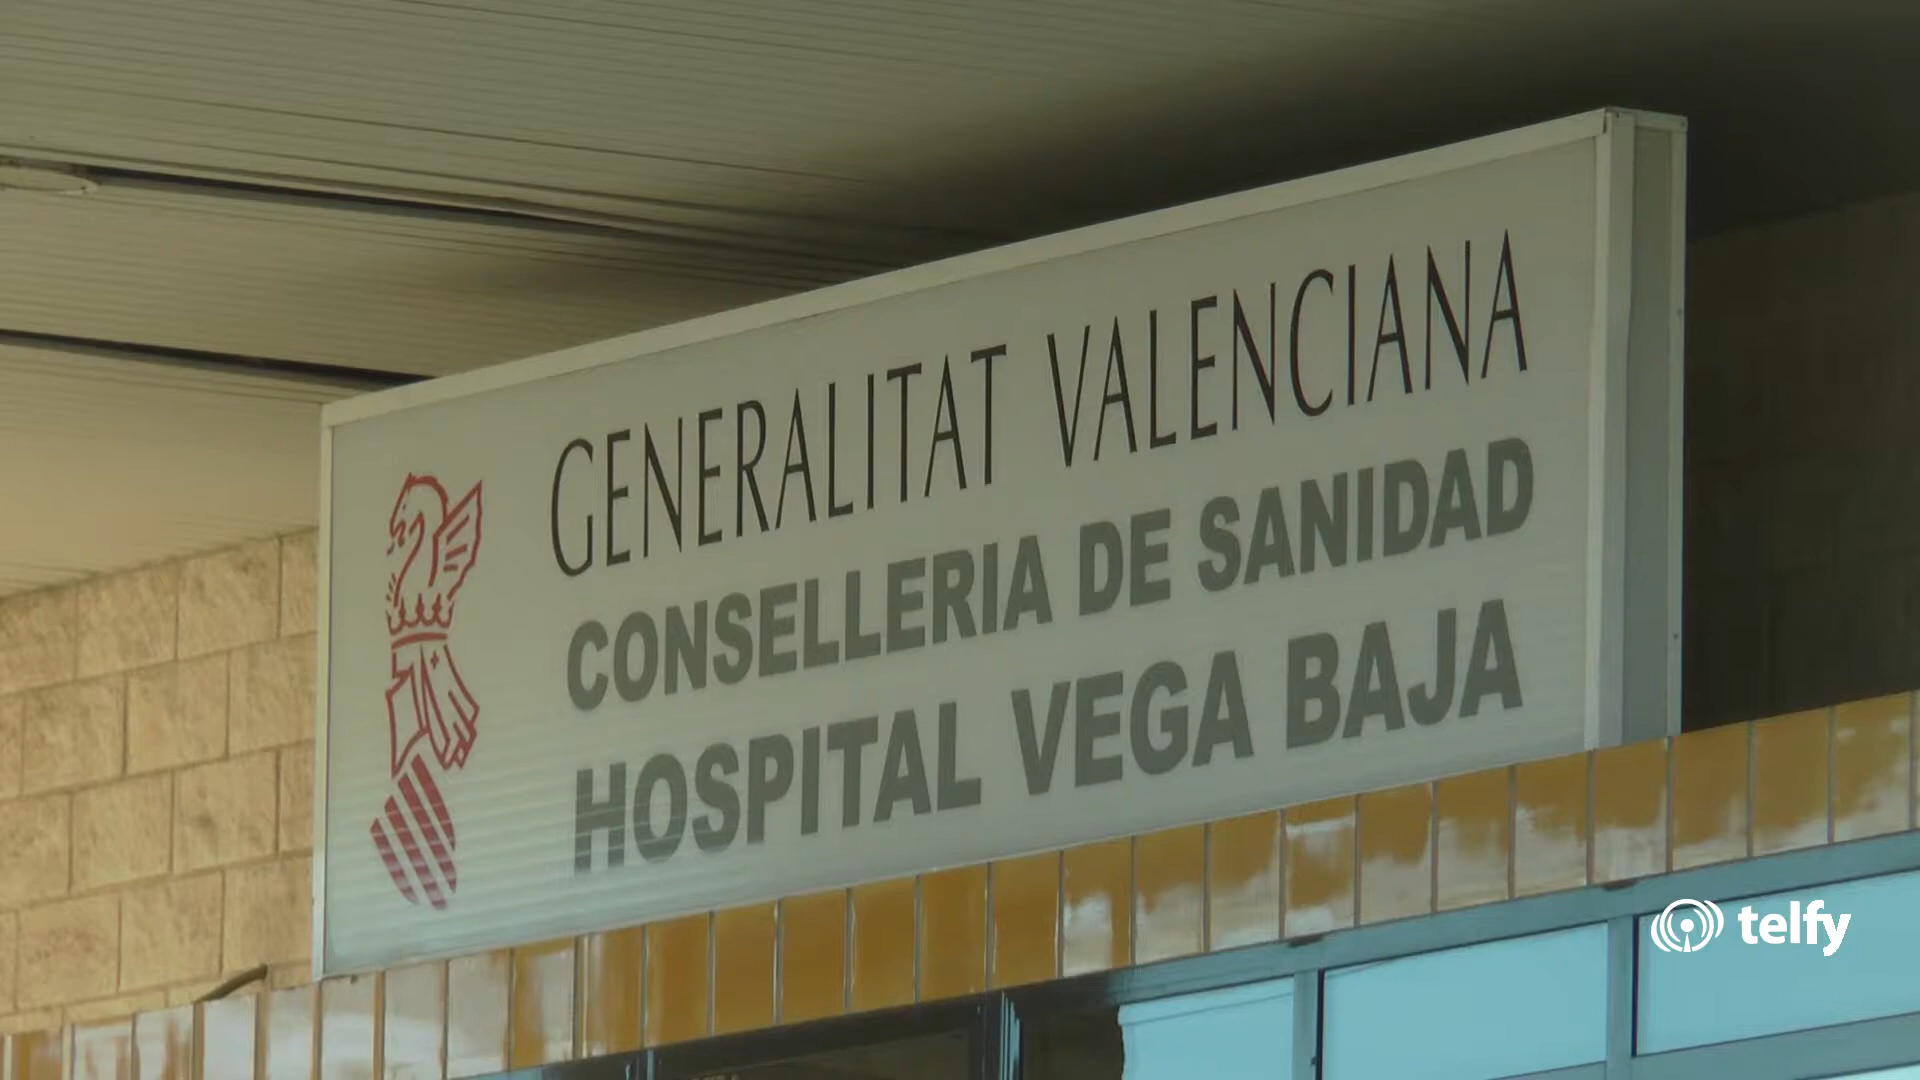 GENERALITAT VALENCIANA
CONSELLERIA DE SANIDAD
HOSPITAL VEGA BAJA
telfy